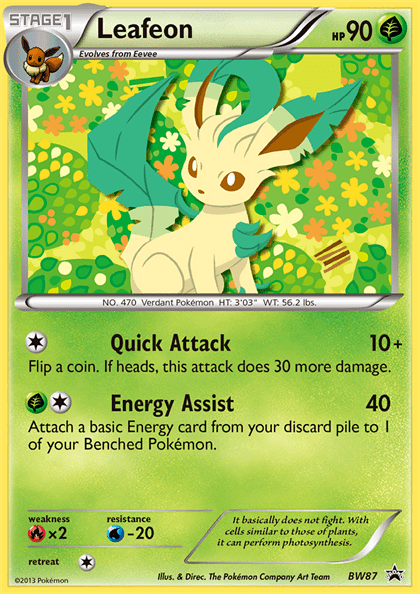 STAGE1
Leafeon
HP 90
Evolves from Eevee
NO. 470 Verdant Pokémon HT: 3'03" WT: 56.2 lbs.
Quick Attack 10+
Flip a coin. If heads, this attack does 30 more damage.
Energy Assist 40
Attach a basic Energy card from your discard pile to 1
of your Benched Pokémon.
weakness
×2
resistance
-20
retreat
It basically does not fight. With
cells similar to those of plants,
it can perform photosynthesis.
©2013 Pokémon
Illus. & Direc. The Pokémon Company Art Team
BW87
PROMO